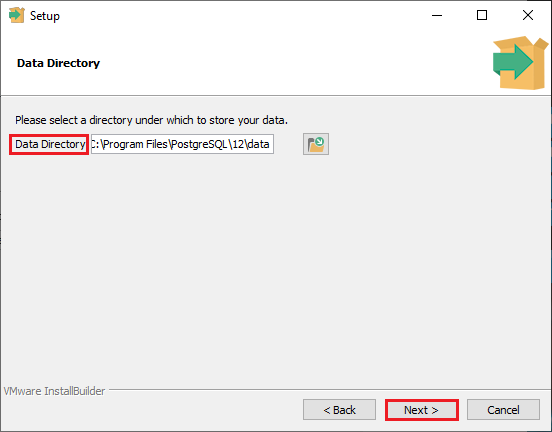 Setup
Data Directory
Please select a directory under which to store your data.
Data Directory C:\Program Files\PostgreSQL\12\data
VMware InstallBuilder
< Back Next > Cancel